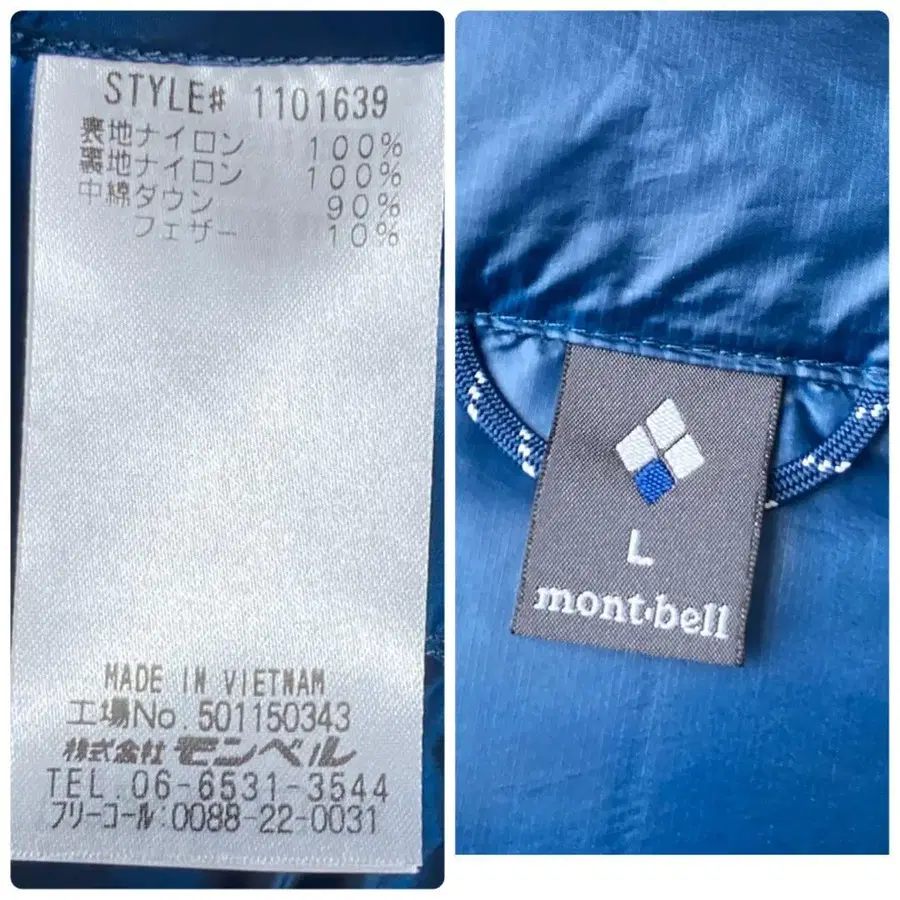 STYLE# 1101639
表地ナイロン 100%
裏地ナイロン 100%
中綿ダウン 90%
フェザー 10%
MADE IN VIETNAM
工場No. 501150343
株式会社 モンベル
TEL. 06-6531-3544
フリーコール:0088-22-0031
L
mont·bell